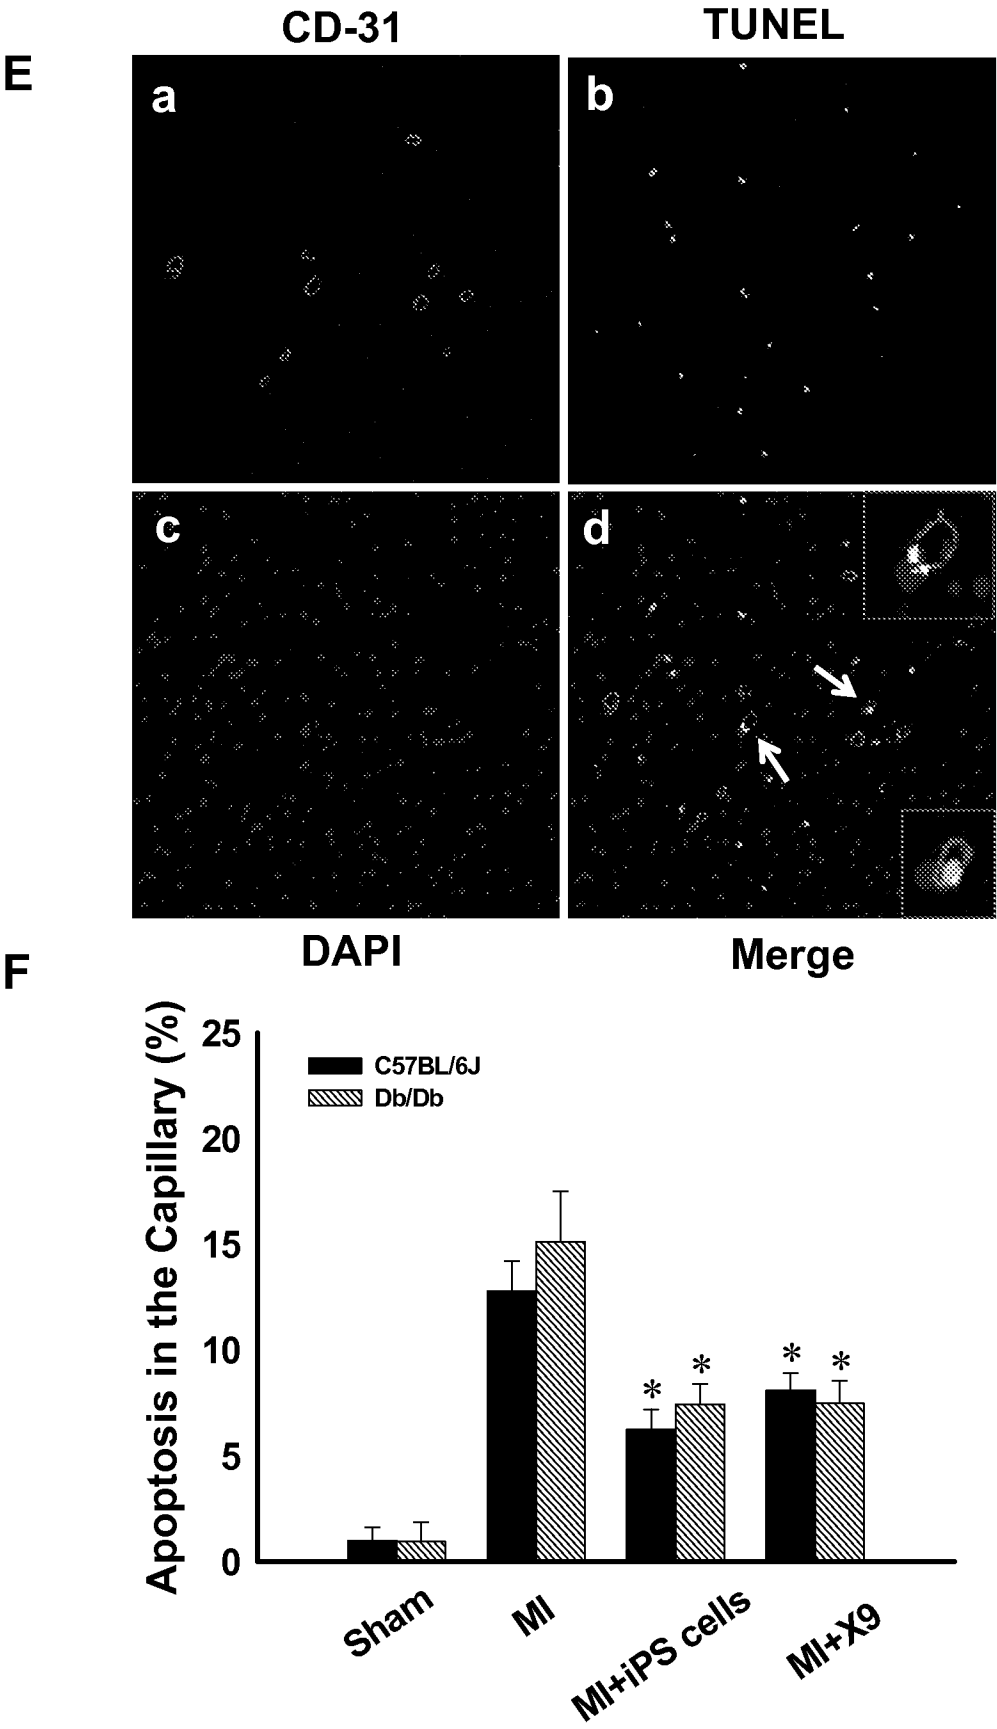 CD-31 TUNEL
E
a b
c d
DAPI Merge
F
Apoptosis in the Capillary (%)
25
20
15
10
5
0
C57BL/6J
Db/Db
* * * *
Sham MI MI+iPS cells MI+X9